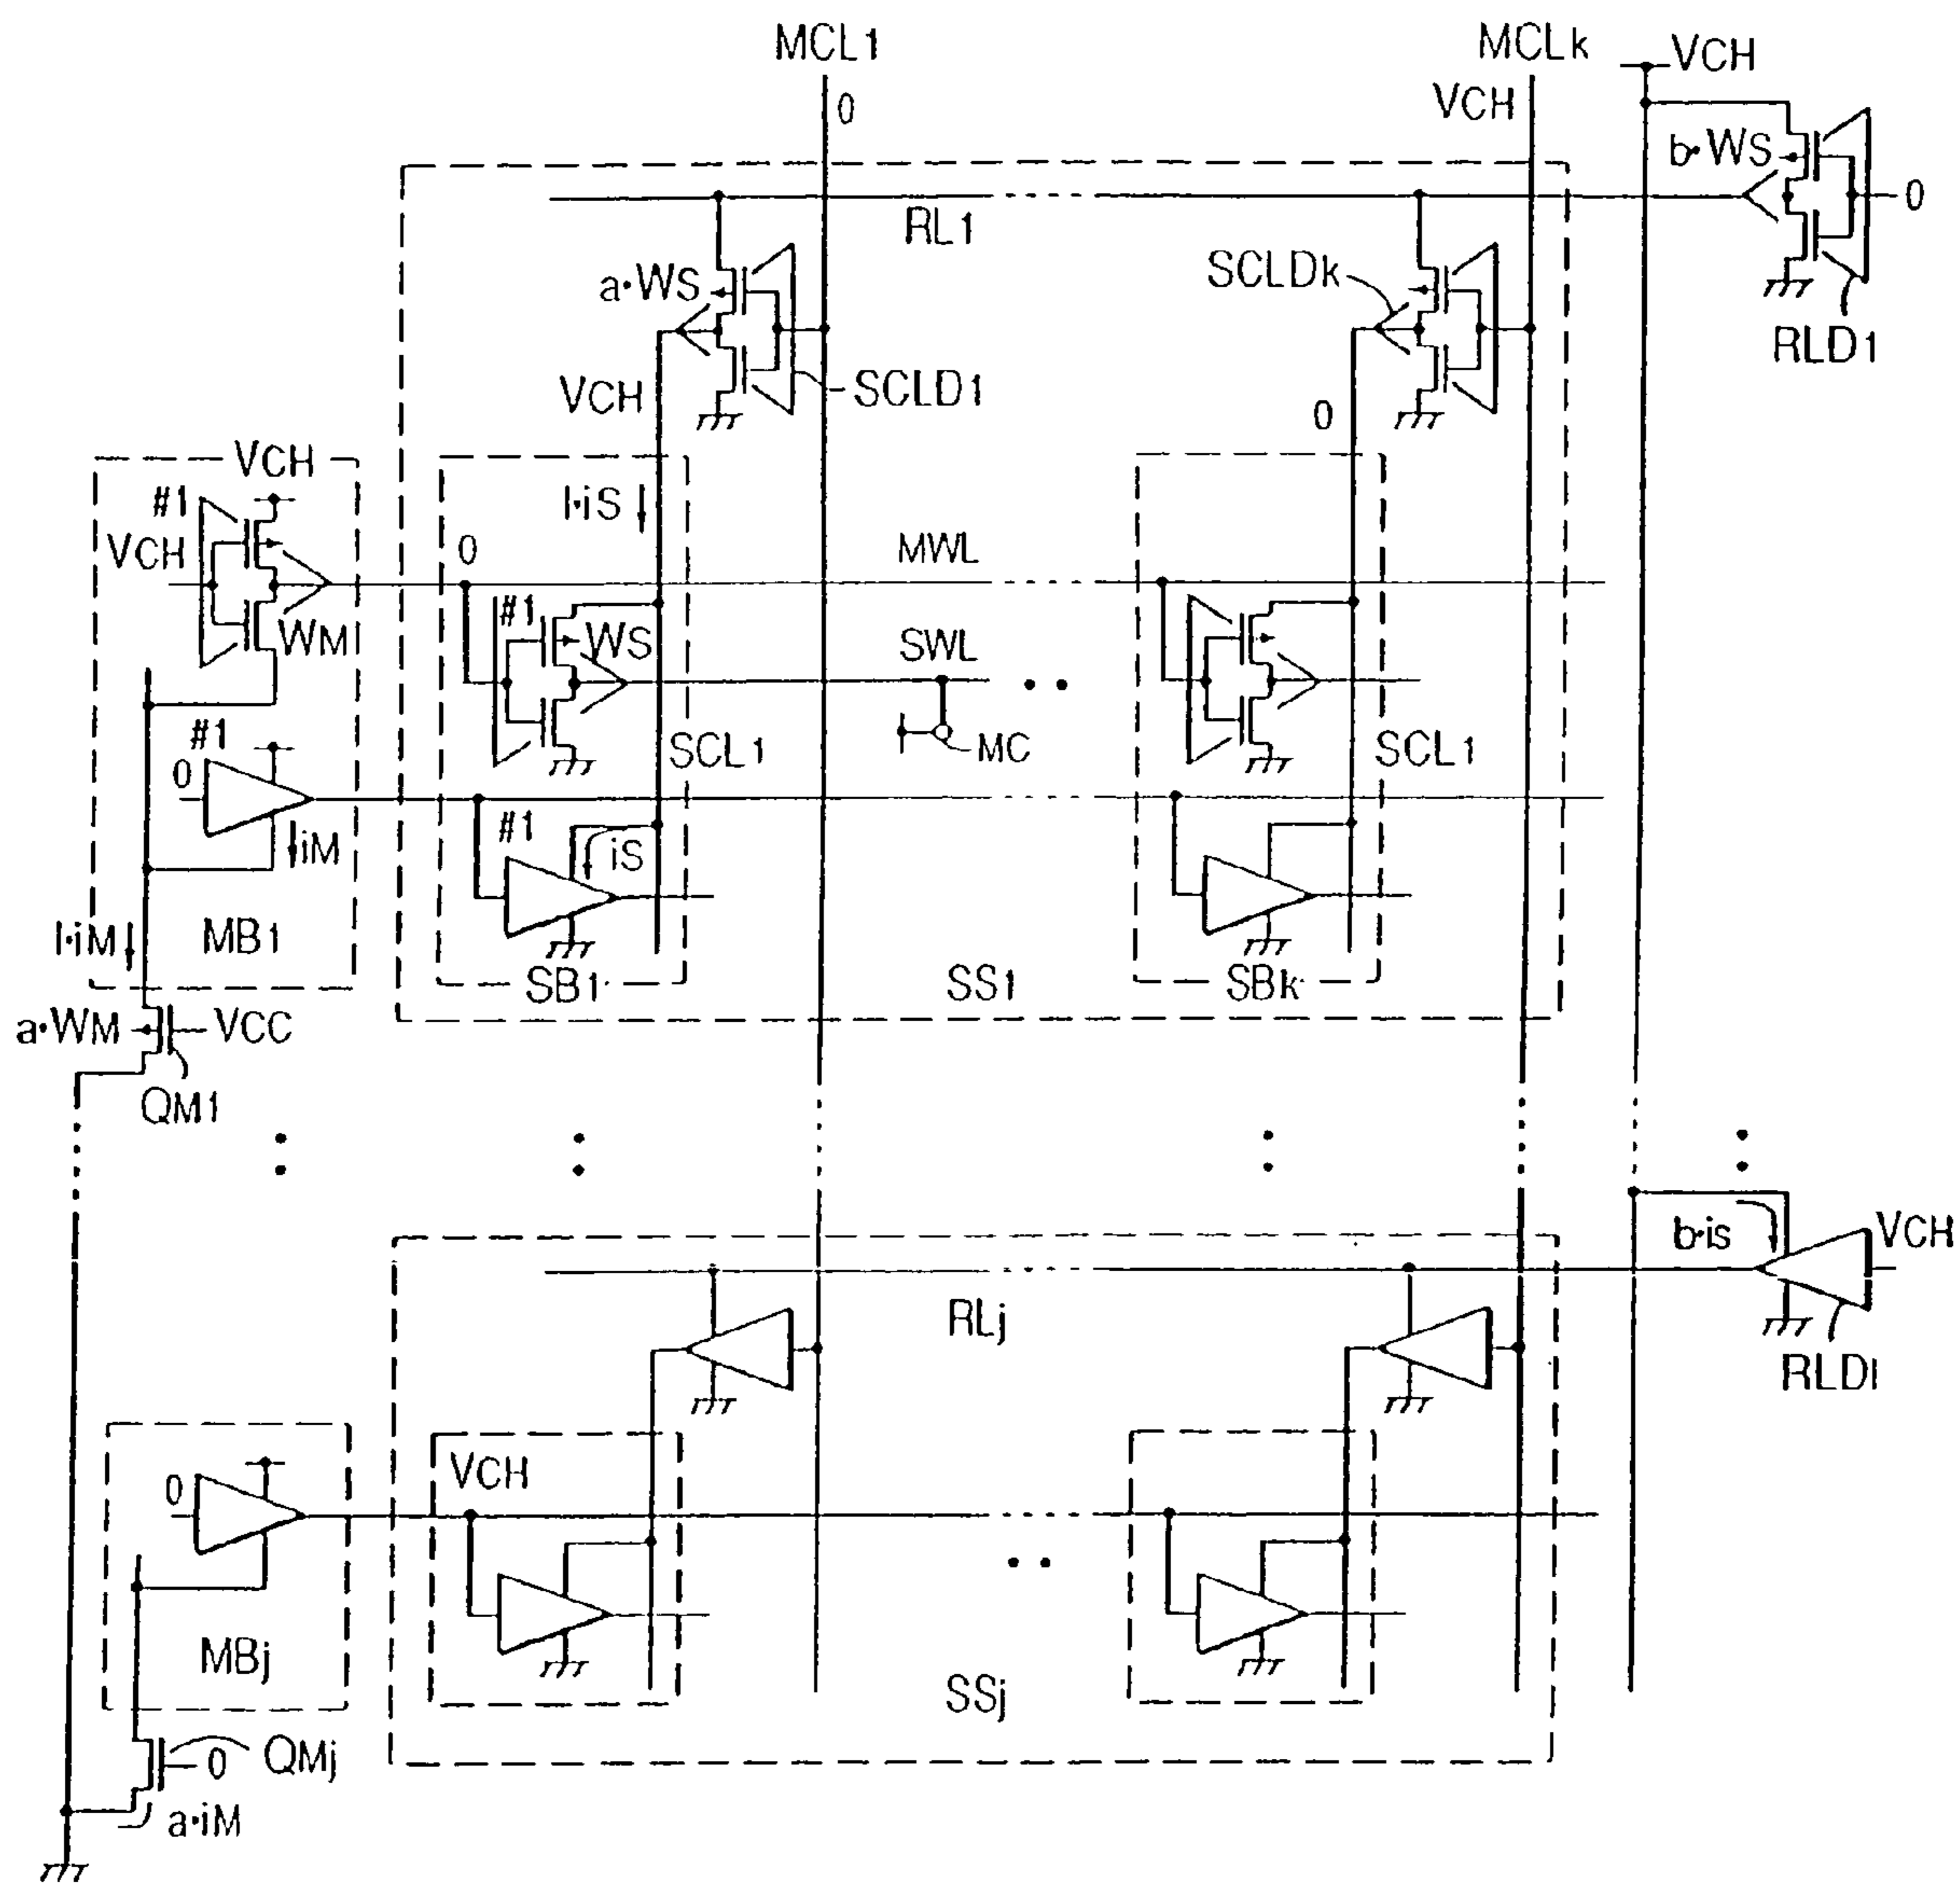 MCL1
MCLk
VCH
0
VCH
b·WS
0
RL1
a·WS
SCLDk
RLD1
VCH
SCLD1
0
VCH
#1
l·iS
VCH
0
MWL
#1
WM
WS
SWL
#1
SCL1
MC
SCL1
0
#1
iM
iS
l·iM
MB1
SB1
SS1
SBk
a·WM
VCC
QM1
b·is
VCH
RLj
RLDl
VCH
0
MBj
SSj
0
QMj
a·iM